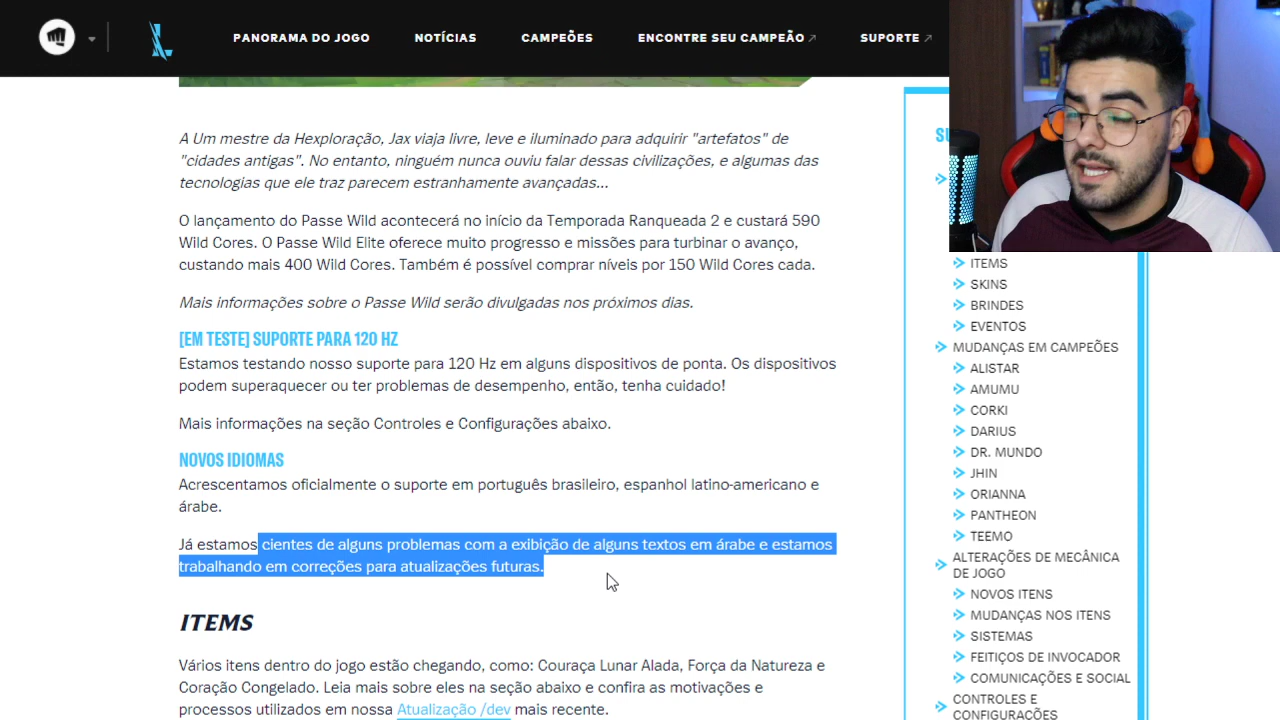 PANORAMA DO JOGO NOTÍCIAS CAMPEÕES ENCONTRE SEU CAMPEÃO SUPORTE
A Um mestre da Hexploração, Jax viaja livre, leve e iluminado para adquirir "artefatos" de
"cidades antigas". No entanto, ninguém nunca ouviu falar dessas civilizações, e algumas das
tecnologias que ele traz parecem estranhamente avançadas...
O lançamento do Passe Wild acontecerá no início da Temporada Ranqueada 2 e custará 590
Wild Cores. O Passe Wild Elite oferece muito progresso e missões para turbinar o avanço,
custando mais 400 Wild Cores. Também é possível comprar níveis por 150 Wild Cores cada.
Mais informações sobre o Passe Wild serão divulgadas nos próximos dias.
[EM TESTE] SUPORTE PARA 120 HZ
Estamos testando nosso suporte para 120 Hz em alguns dispositivos de ponta. Os dispositivos
podem superaquecer ou ter problemas de desempenho, então, tenha cuidado!
Mais informações na seção Controles e Configurações abaixo.
NOVOS IDIOMAS
Acrescentamos oficialmente o suporte em português brasileiro, espanhol latino-americano e
árabe.
Já estamos cientes de alguns problemas com a exibição de alguns textos em árabe e estamos
trabalhando em correções para atualizações futuras.
ITEMS
Vários itens dentro do jogo estão chegando, como: Couraça Lunar Alada, Força da Natureza e
Coração Congelado. Leia mais sobre eles na seção abaixo e confira as motivações e
processos utilizados em nossa Atualização /dev mais recente.
ITEMS
SKINS
BRINDES
EVENTOS
MUDANÇAS EM CAMPEÕES
ALISTAR
AMUMU
CORKI
DARIUS
DR. MUNDO
JHIN
ORIANNA
PANTHEON
TEEMO
ALTERAÇÕES DE MECÂNICA
DE JOGO
NOVOS ITENS
MUDANÇAS NOS ITENS
SISTEMAS
FEITIÇOS DE INVOCADOR
COMUNICAÇÕES E SOCIAL
CONTROLES E
CONFIGURAÇÕES